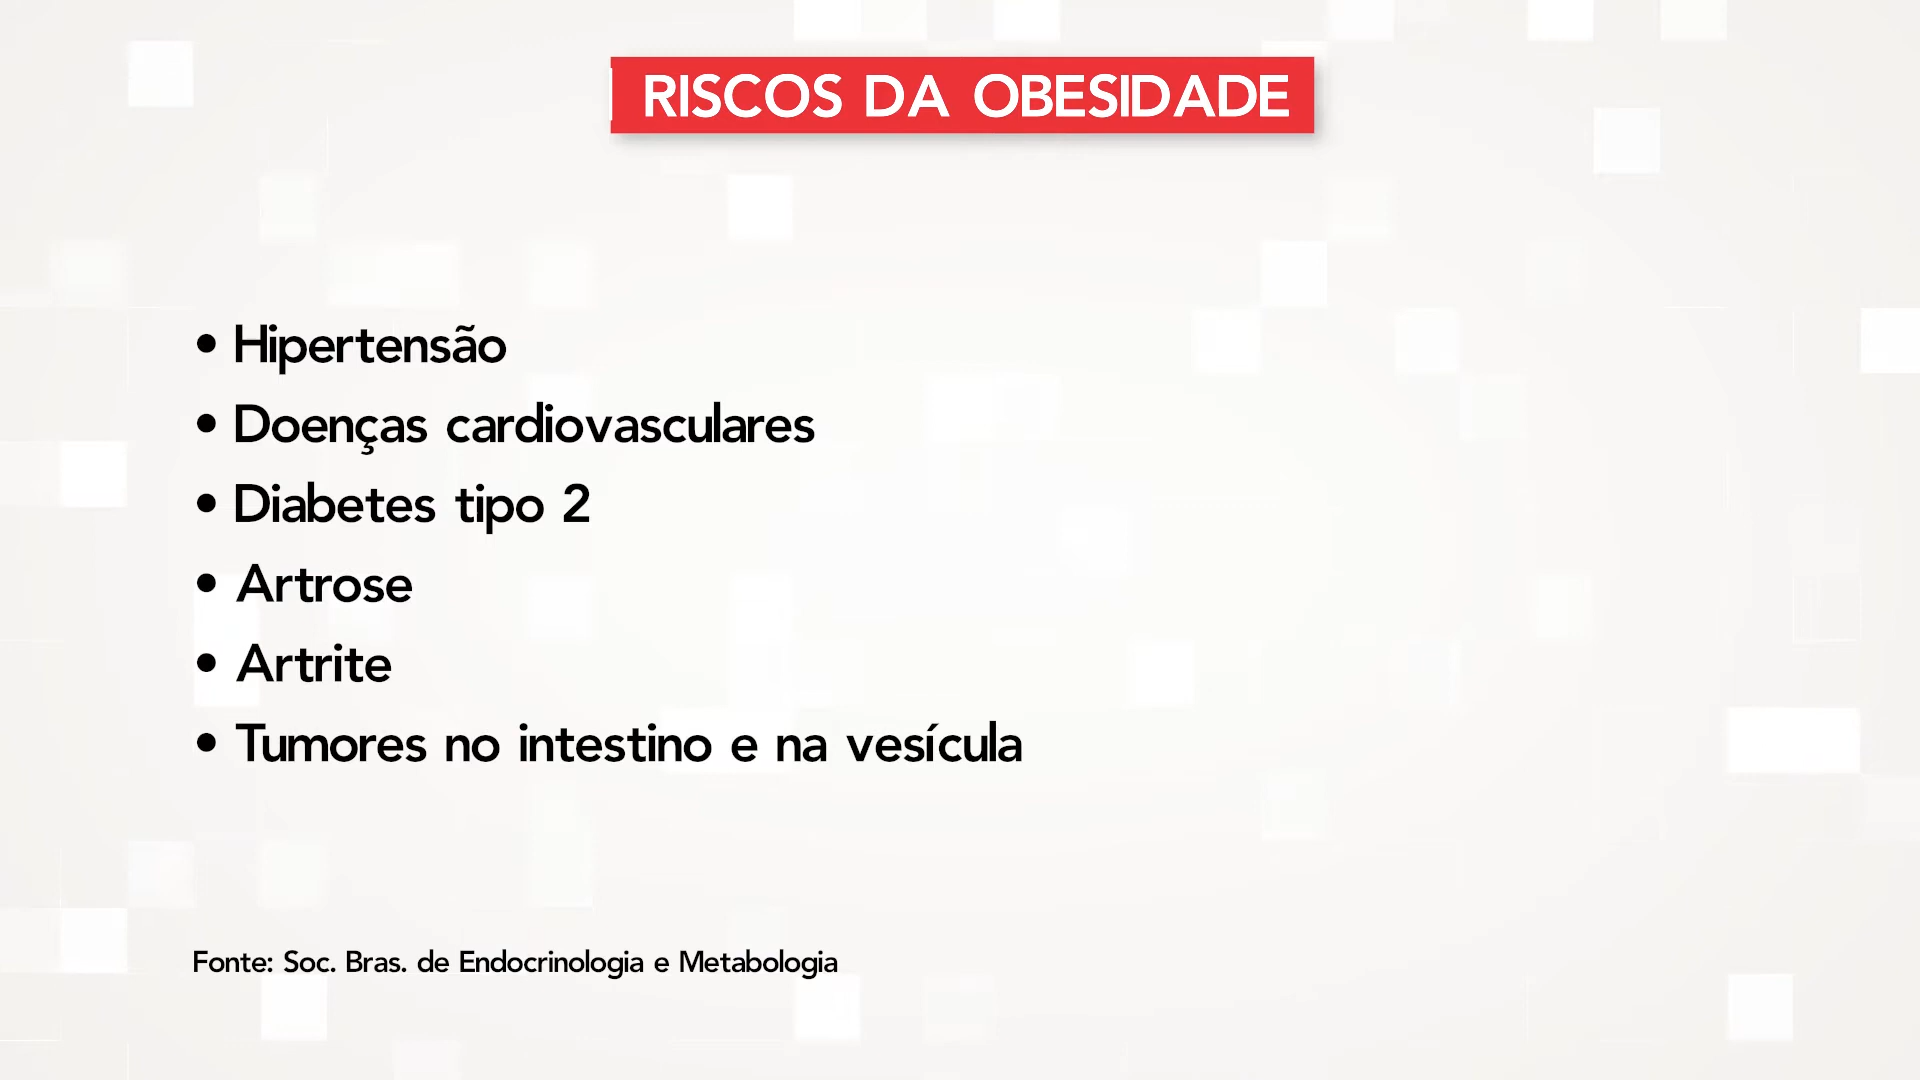 RISCOS DA OBESIDADE
• Hipertensão
• Doenças cardiovasculares
• Diabetes tipo 2
• Artrose
• Artrite
• Tumores no intestino e na vesícula
Fonte: Soc. Bras. de Endocrinologia e Metabologia